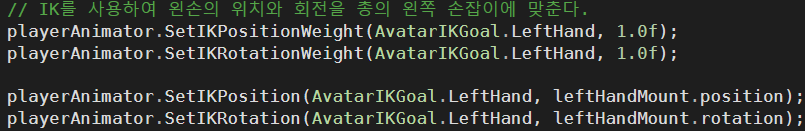 // IK를 사용하여 왼손의 위치와 회전을 총의 왼쪽 손잡이에 맞춘다.
playerAnimator.SetIKPositionWeight(AvatarIKGoal.LeftHand, 1.0f);
playerAnimator.SetIKRotationWeight(AvatarIKGoal.LeftHand, 1.0f);
playerAnimator.SetIKPosition(AvatarIKGoal.LeftHand, leftHandMount.position);
playerAnimator.SetIKRotation(AvatarIKGoal.LeftHand, leftHandMount.rotation);